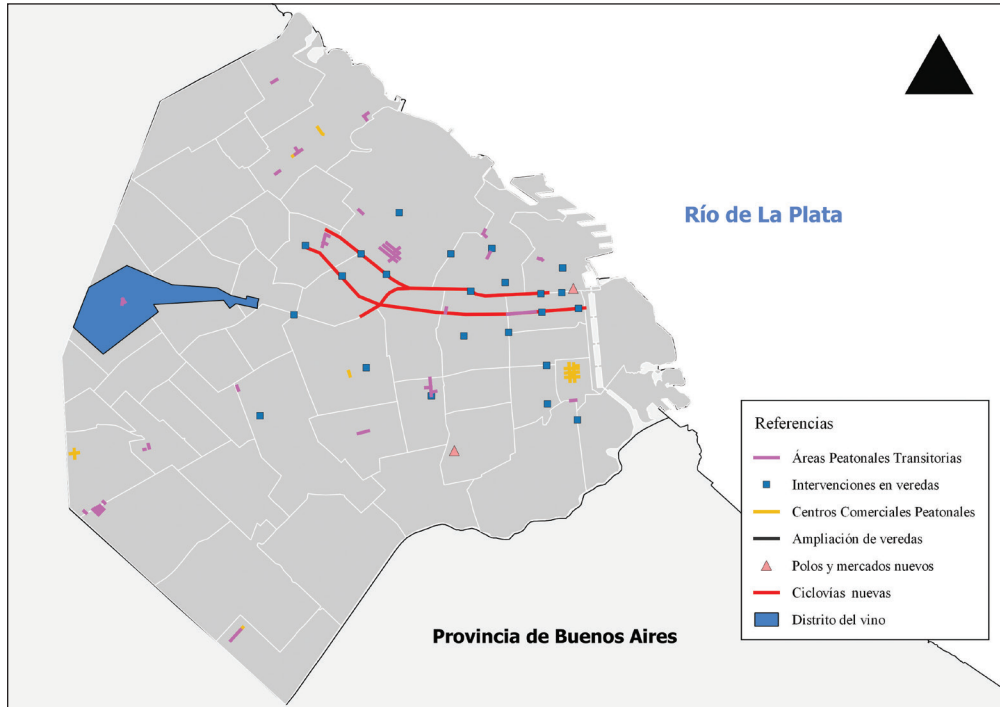 Río de La Plata
Referencias
Áreas Peatonales Transitorias
Intervenciones en veredas
Centros Comerciales Peatonales
Ampliación de veredas
Polos y mercados nuevos
Ciclovías nuevas
Distrito del vino
Provincia de Buenos Aires